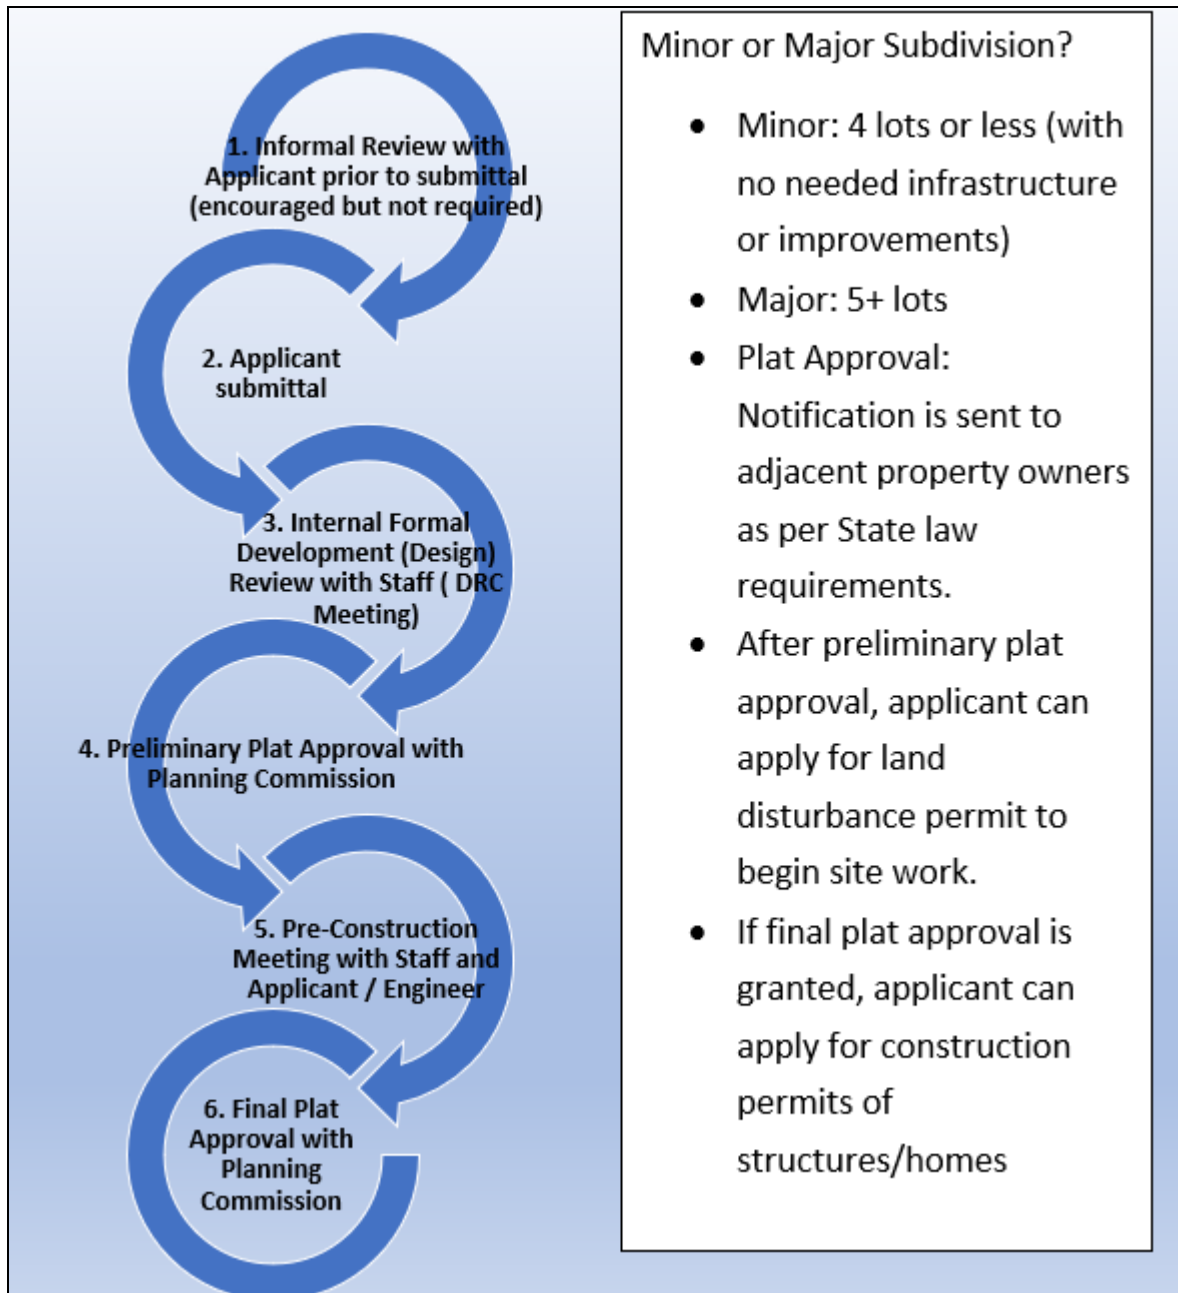 1. Informal Review with
Applicant prior to submittal
(encouraged but not required)
2. Applicant
submittal
3. Internal Formal
Development (Design)
Review with Staff ( DRC
Meeting)
4. Preliminary Plat Approval with
Planning Commission
5. Pre-Construction
Meeting with Staff and
Applicant / Engineer
6. Final Plat
Approval with
Planning
Commission
Minor or Major Subdivision?
• Minor: 4 lots or less (with
no needed infrastructure
or improvements)
• Major: 5+ lots
• Plat Approval:
Notification is sent to
adjacent property owners
as per State law
requirements.
• After preliminary plat
approval, applicant can
apply for land
disturbance permit to
begin site work.
• If final plat approval is
granted, applicant can
apply for construction
permits of
structures/homes